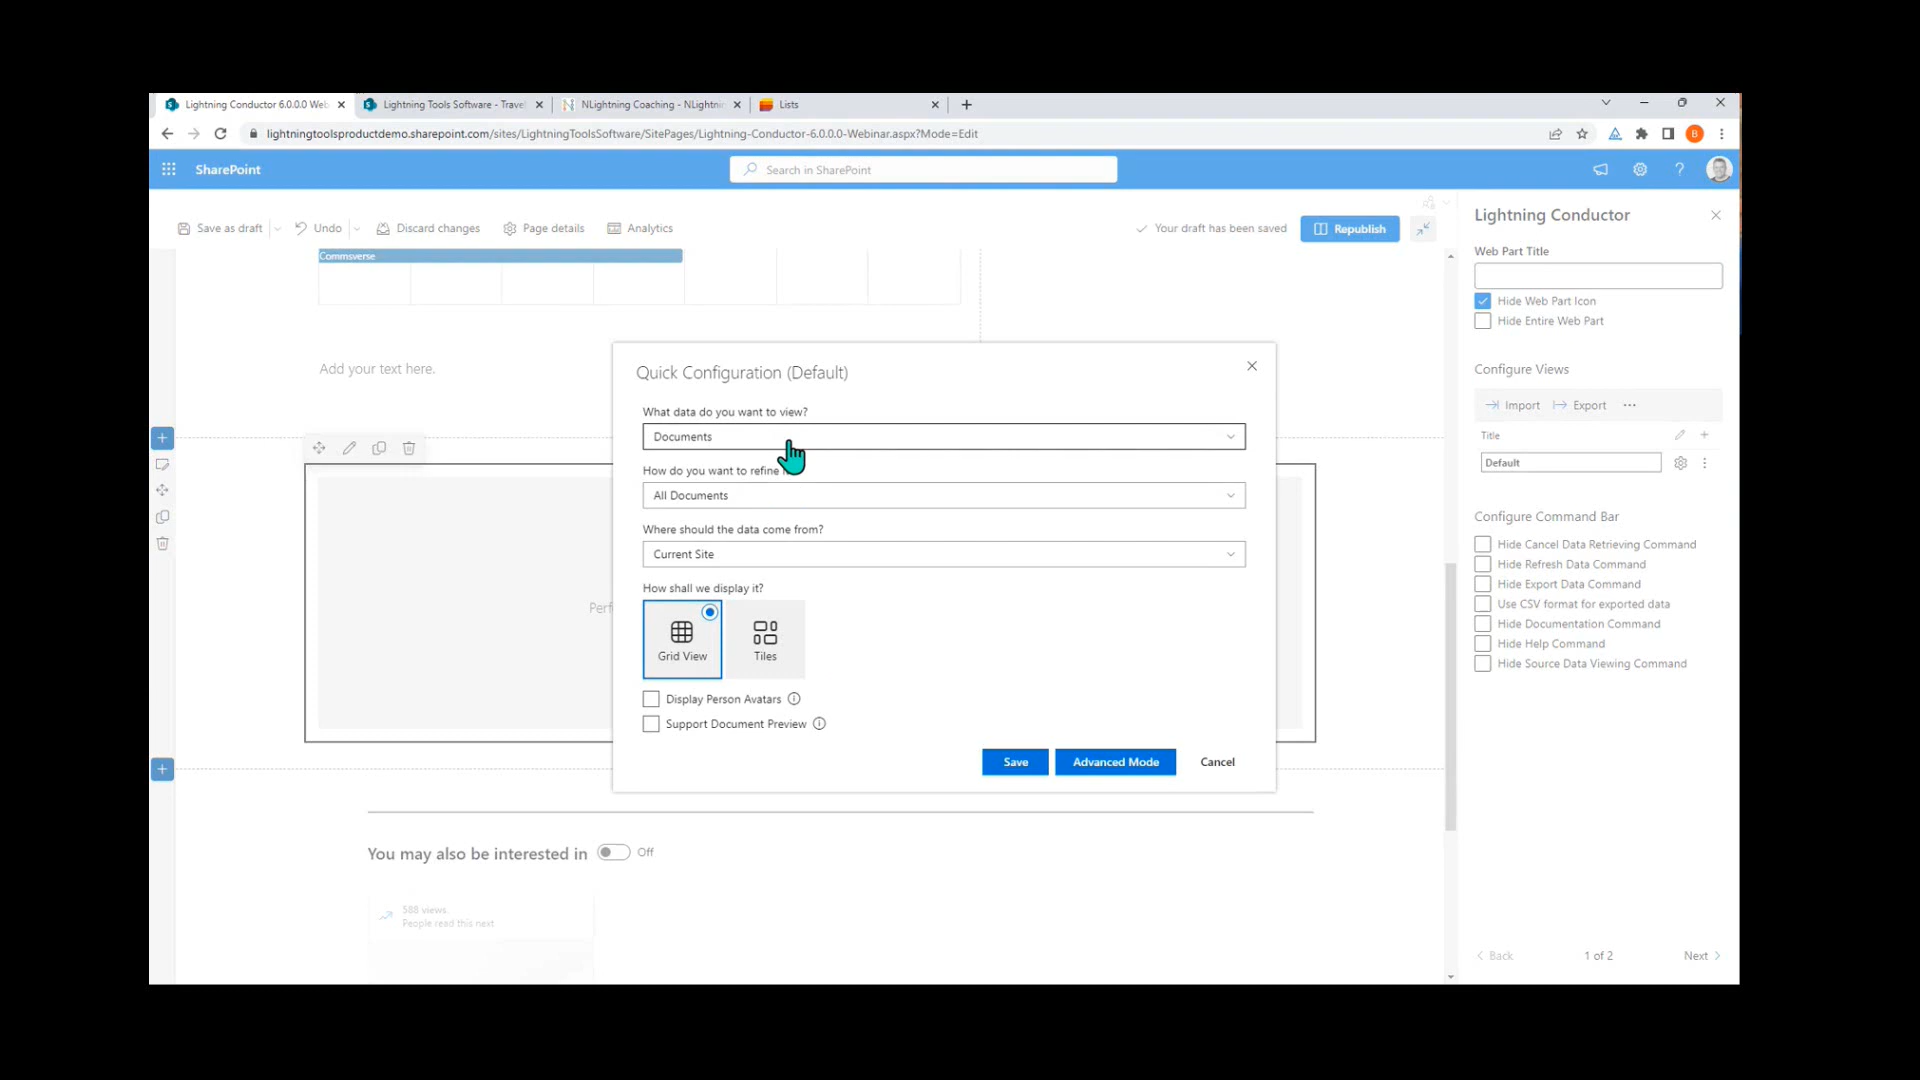 Lightning Conductor 6.0.0.0 Web
Lightning Tools Software - Trave
NLightning Coaching - NLightnin
Lists
lightningtoolsproductdemo.sharepoint.com/sites/LightningToolsSoftware/SitePages/Lightning-Conductor-6.0.0.0-Webinar.aspx?Mode=Edit
B
SharePoint
Search in SharePoint
Save as draft
Undo
Discard changes
Page details
Analytics
Your draft has been saved
Republish
Commsverse
Add your text here.
Perf
Quick Configuration (Default)
What data do you want to view?
Documents
How do you want to refine
All Documents
Where should the data come from?
Current Site
How shall we display it?
Grid View
Tiles
Display Person Avatars
Support Document Preview
Save
Advanced Mode
Cancel
You may also be interested in
Off
588 views
People read this next
Lightning Conductor
Web Part Title
Hide Web Part Icon
Hide Entire Web Part
Configure Views
Import
Export
Title
Default
Configure Command Bar
Hide Cancel Data Retrieving Command
Hide Refresh Data Command
Hide Export Data Command
Use CSV format for exported data
Hide Documentation Command
Hide Help Command
Hide Source Data Viewing Command
Back
1 of 2
Next